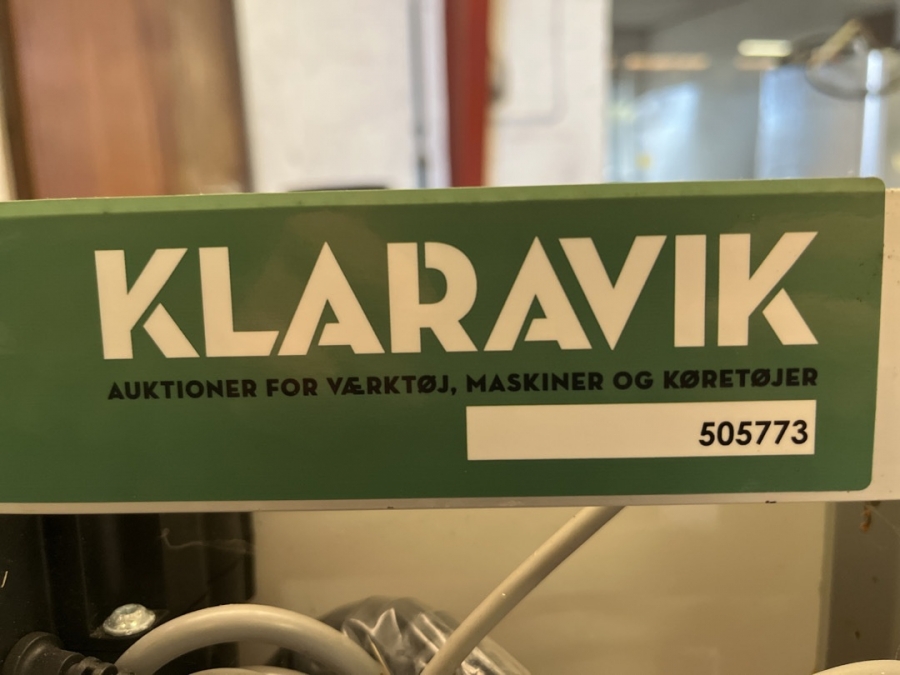 KLARAVIK
AUKTIONER FOR VÆRKTØJ, MASKINER OG KØRETØJER
505773